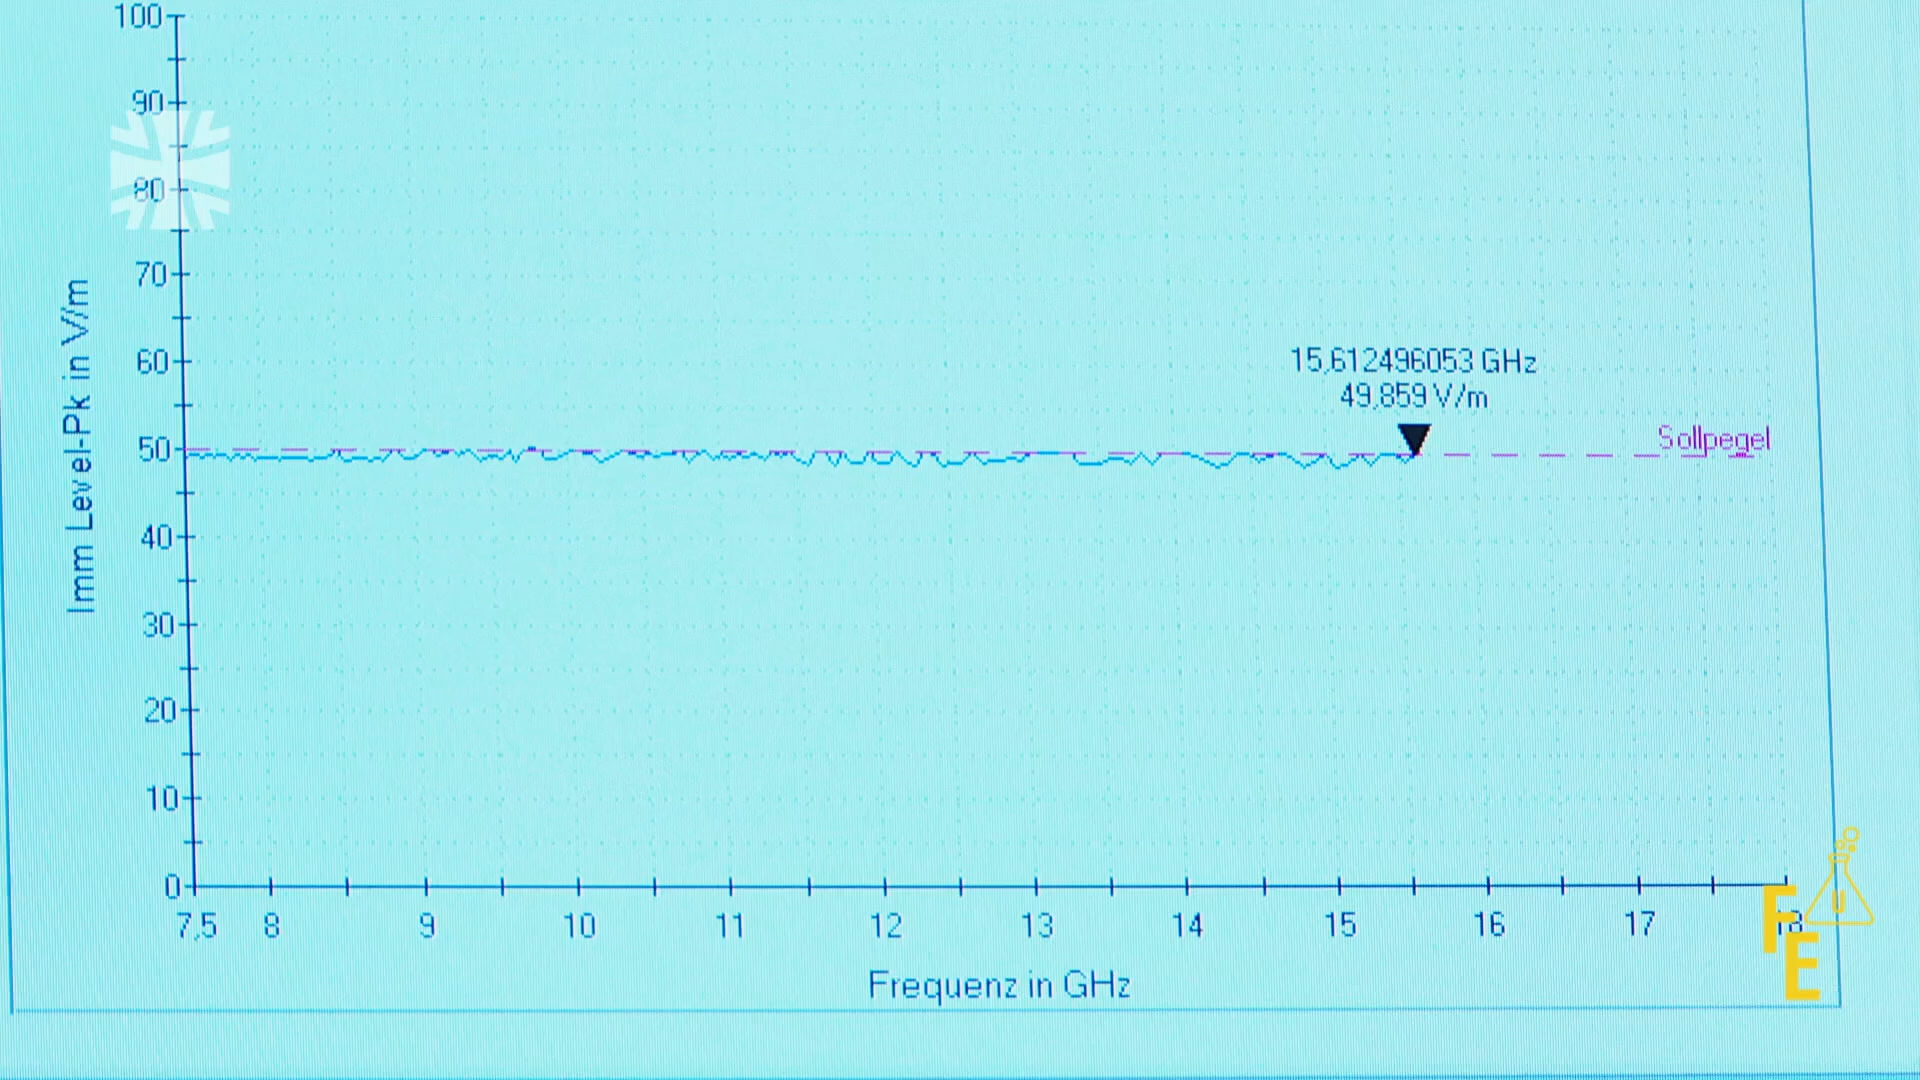 100
90
80
70
60
50
40
30
20
10
0
Imm Level-Pk in V/m
15,612496053 GHz
49,859 V/m
Sollpegel
7,5 8 9 10 11 12 13 14 15 16 17 18
Frequenz in GHz
F U
E